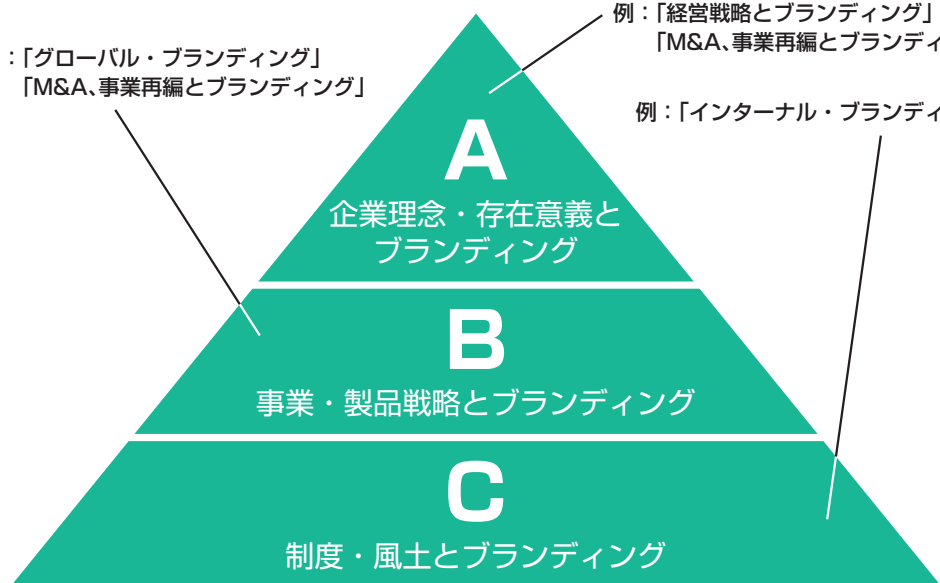 例：「経営戦略とブランディング」
「M&A、事業再編とブランディ
：「グローバル・ブランディング」
「M&A、事業再編とブランディング」
例：「インターナル・ブランディ
A
企業理念・存在意義と
ブランディング
B
事業・製品戦略とブランディング
C
制度・風土とブランディング